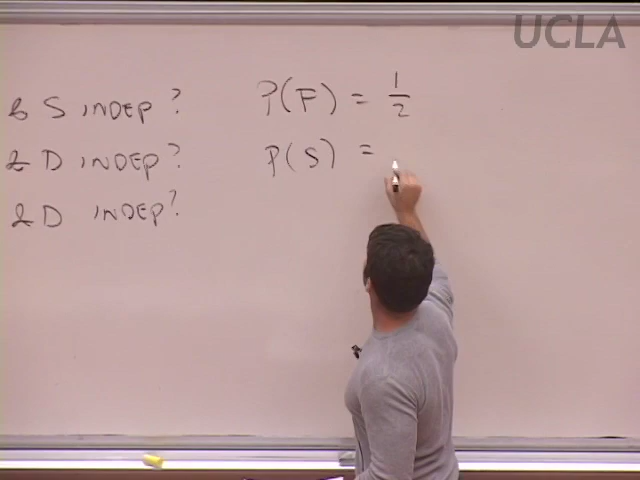 UCLA
& S INDEP?
& D INDEP?
& D INDEP?
P(F) = 1/2
P(S) =